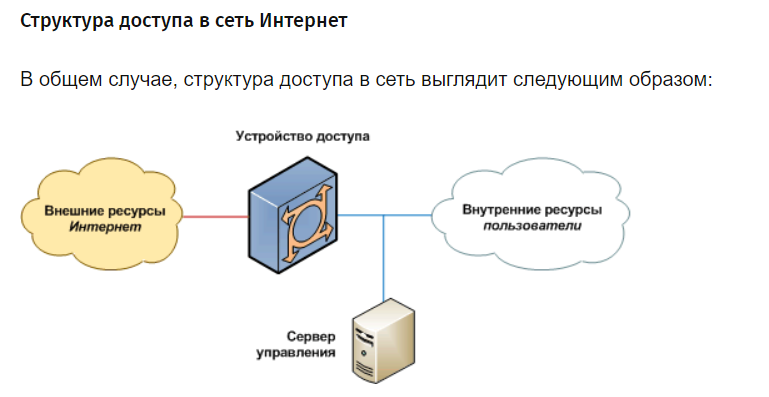 Структура доступа в сеть Интернет
В общем случае, структура доступа в сеть выглядит следующим образом:
Устройство доступа
Внешние ресурсы
Интернет
Внутренние ресурсы
пользователи
Сервер
управления